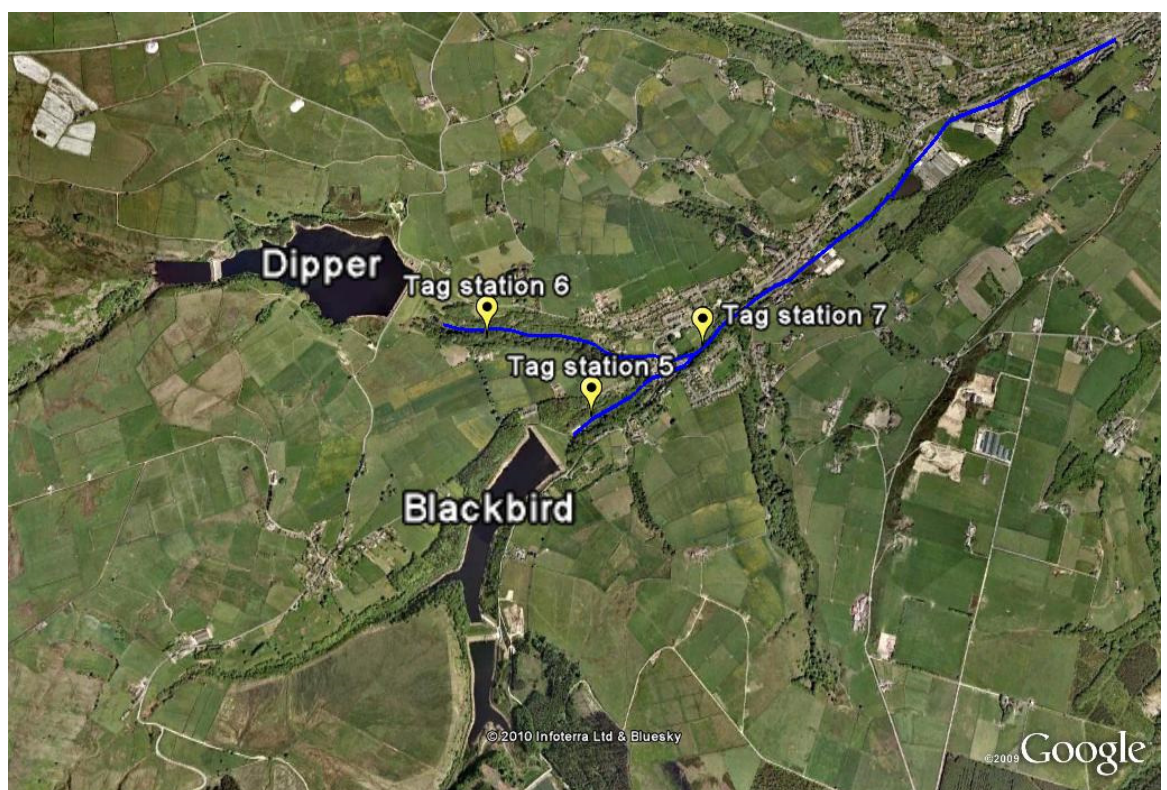 Dipper
Tag station 6
Tag station 7
Tag station 5
Blackbird
© 2010 Infoterra Ltd & Bluesky
©2009 Google